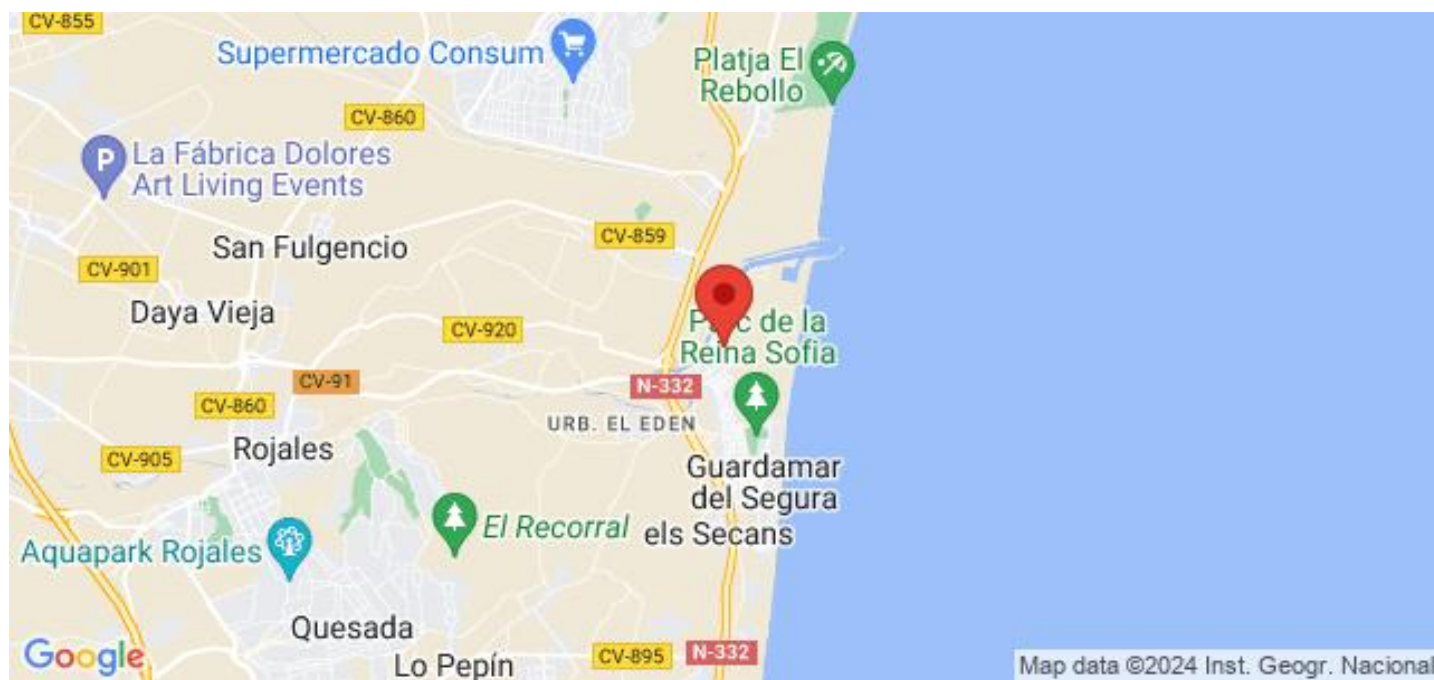 CV-855
Supermercado Consum
Platja El
Rebollo
CV-860
P
La Fábrica Dolores
Art Living Events
San Fulgencio
CV-859
CV-901
Daya Vieja
CV-920
Parc de la
Reina Sofia
CV-91
N-332
CV-860
URB. EL EDEN
Rojales
CV-905
Guardamar
del Segura
El Recorral
els Secans
Aquapark Rojales
Quesada
Lo Pepín
CV-895
N-332
Google
Map data ©2024 Inst. Geogr. Nacional